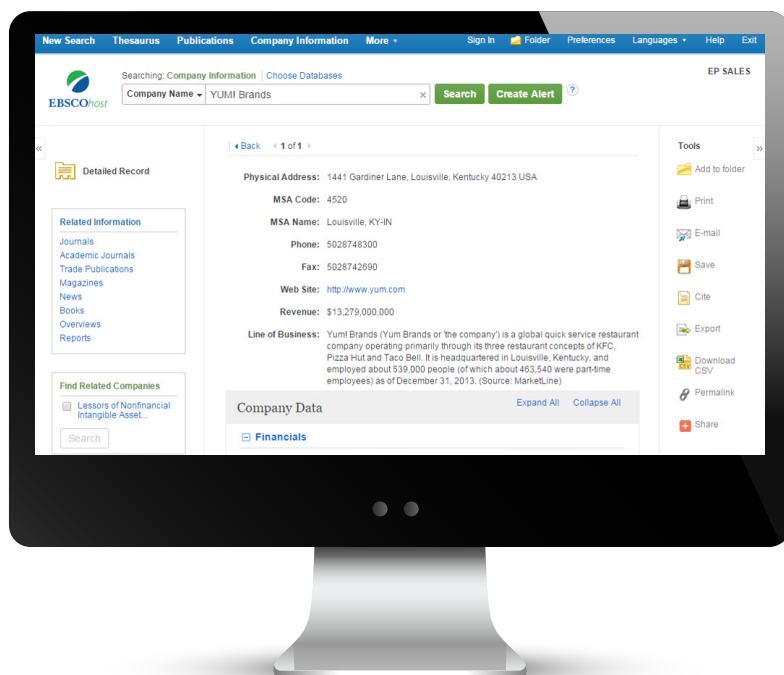 New Search Thesaurus Publications Company Information More Sign In Folder Preferences Languages Help Exit
EBSCOhost
Searching: Company Information | Choose Databases
Company Name YUM! Brands × Search Create Alert ?
EP SALES
«
Detailed Record
Related Information
Journals
Academic Journals
Trade Publications
Magazines
News
Books
Overviews
Reports
Find Related Companies
Lessors of Nonfinancial
Intangible Asset...
Search
Back 1 of 1
Physical Address: 1441 Gardiner Lane, Louisville, Kentucky 40213 USA
MSA Code: 4520
MSA Name: Louisville, KY-IN
Phone: 5028748300
Fax: 5028742690
Web Site: http://www.yum.com
Revenue: $13,279,000,000
Line of Business: Yum! Brands (Yum Brands or 'the company') is a global quick service restaurant
company operating primarily through its three restaurant concepts of KFC,
Pizza Hut and Taco Bell. It is headquartered in Louisville, Kentucky, and
employed about 539,000 people (of which about 463,540 were part-time
employees) as of December 31, 2013. (Source: MarketLine)
Company Data Expand All Collapse All
Financials
Tools
»
Add to folder
Print
E-mail
Save
Cite
Export
Download
CSV
Permalink
Share